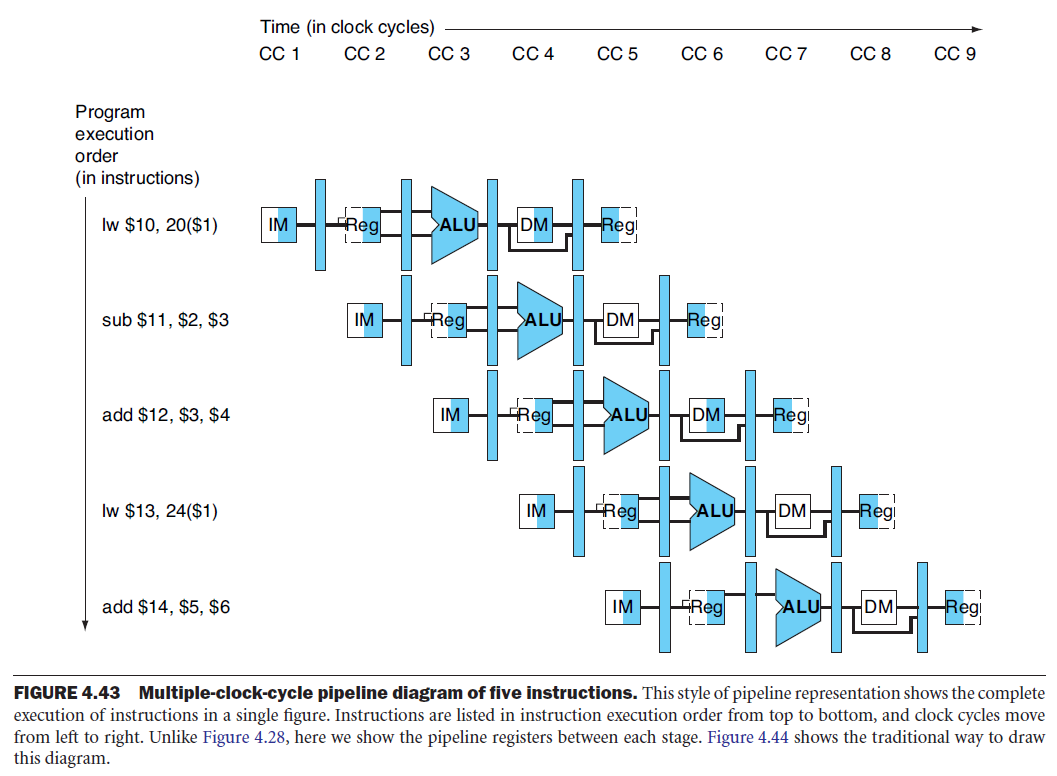 Time (in clock cycles)
CC 1 CC 2 CC 3 CC 4 CC 5 CC 6 CC 7 CC 8 CC 9
Program
execution
order
(in instructions)
lw $10, 20($1) IM Reg ALU DM Reg
sub $11, $2, $3 IM Reg ALU DM Reg
add $12, $3, $4 IM Reg ALU DM Reg
lw $13, 24($1) IM Reg ALU DM Reg
add $14, $5, $6 IM Reg ALU DM Reg
FIGURE 4.43 Multiple-clock-cycle pipeline diagram of five instructions. This style of pipeline representation shows the complete
execution of instructions in a single figure. Instructions are listed in instruction execution order from top to bottom, and clock cycles move
from left to right. Unlike Figure 4.28, here we show the pipeline registers between each stage. Figure 4.44 shows the traditional way to draw
this diagram.